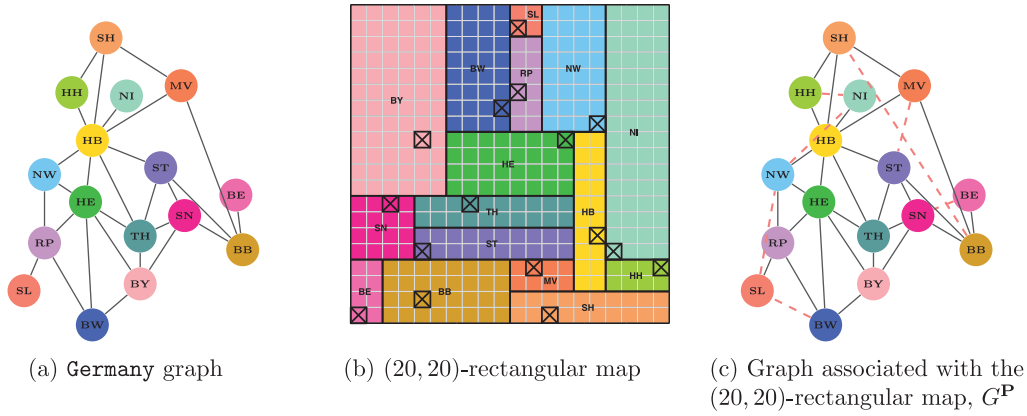 SH
MV
HH
NI
HB
NW
ST
HE
BE
SN
RP
TH
BB
SL
BY
BW
(a) Germany graph
SL
BW
RP
NW
BY
NI
HE
SN
TH
HB
ST
BE
BB
MV
HH
SH
(b) (20, 20)-rectangular map
SH
MV
HH
NI
HB
NW
ST
HE
BE
SN
RP
TH
BB
SL
BY
BW
(c) Graph associated with the
(20, 20)-rectangular map, G^P